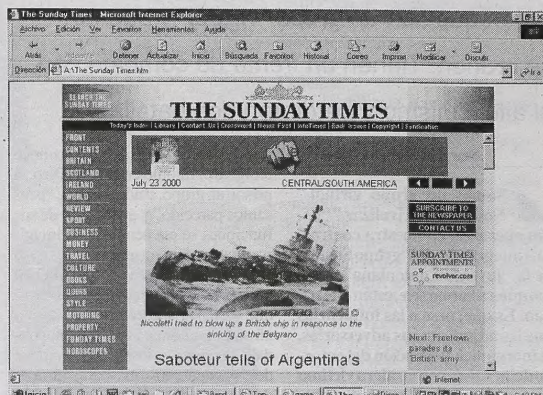 The Sunday Times - Microsoft Internet Explorer
Archivo Edición Ver Favoritos Herramientas Ayuda
Atrás Detener Actualizar Inicio Búsqueda Favoritos Historial Correo Imprimir Modificar Discutir
Dirección A:\The Sunday Times.htm Ir a
SEARCH THE
SUNDAY TIMES
THE SUNDAY TIMES
Today's Index | Library | Contact Us | Crossword | News First | InfoTimes | Back Issues | Copyright | Syndication
FRONT
CONTENTS
BRITAIN
SCOTLAND
IRELAND
WORLD
REVIEW
SPORT
BUSINESS
MONEY
TRAVEL
CULTURE
BOOKS
DOORS
STYLE
MOTORING
PROPERTY
FUNDAY TIMES
HOROSCOPES
July 23 2000 CENTRAL/SOUTH AMERICA
SUBSCRIBE TO
THE NEWSPAPER
CONTACT US
SUNDAY TIMES
APPOINTMENTS
revolver.com
Next: Freetown
parades its
'British' army
©
Nicoletti tried to blow up a British ship in response to the
sinking of the Belgrano
Saboteur tells of Argentina's
Internet
Inicio